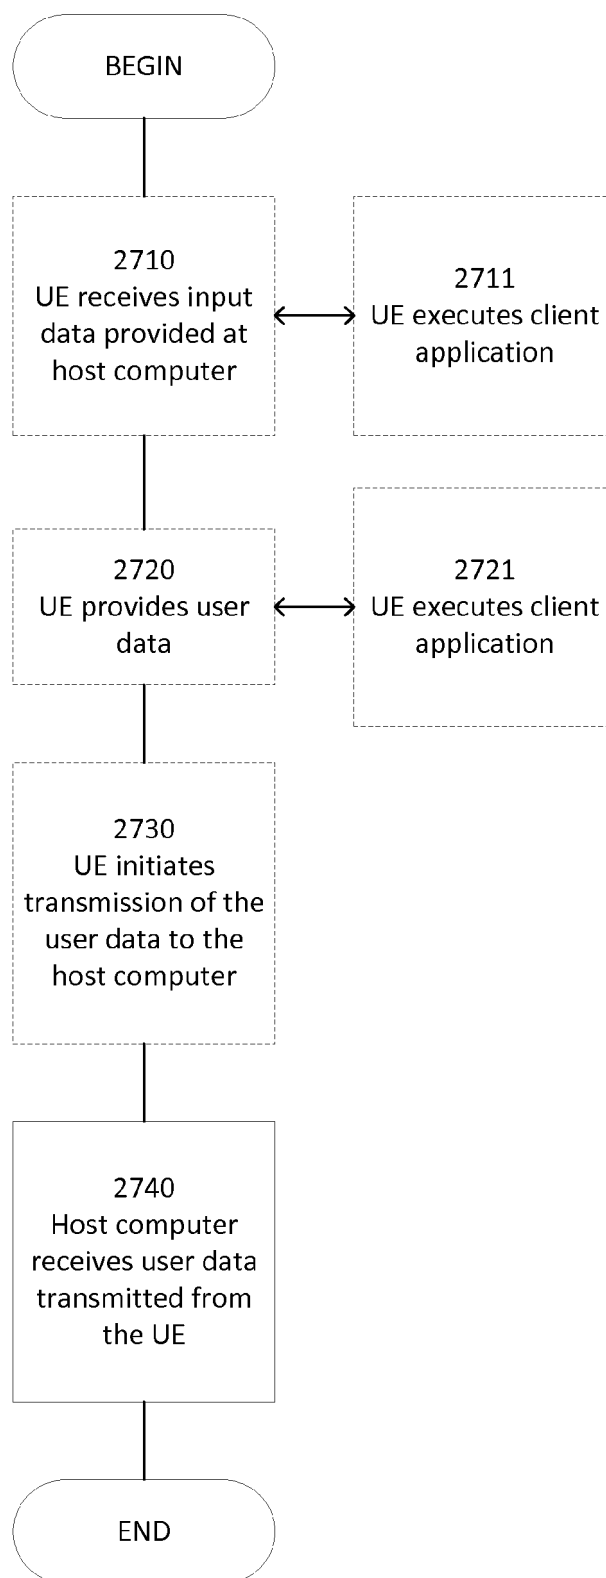 BEGIN
2710
UE receives input
data provided at
host computer
2711
UE executes client
application
2720
UE provides user
data
2721
UE executes client
application
2730
UE initiates
transmission of the
user data to the
host computer
2740
Host computer
receives user data
transmitted from
the UE
END